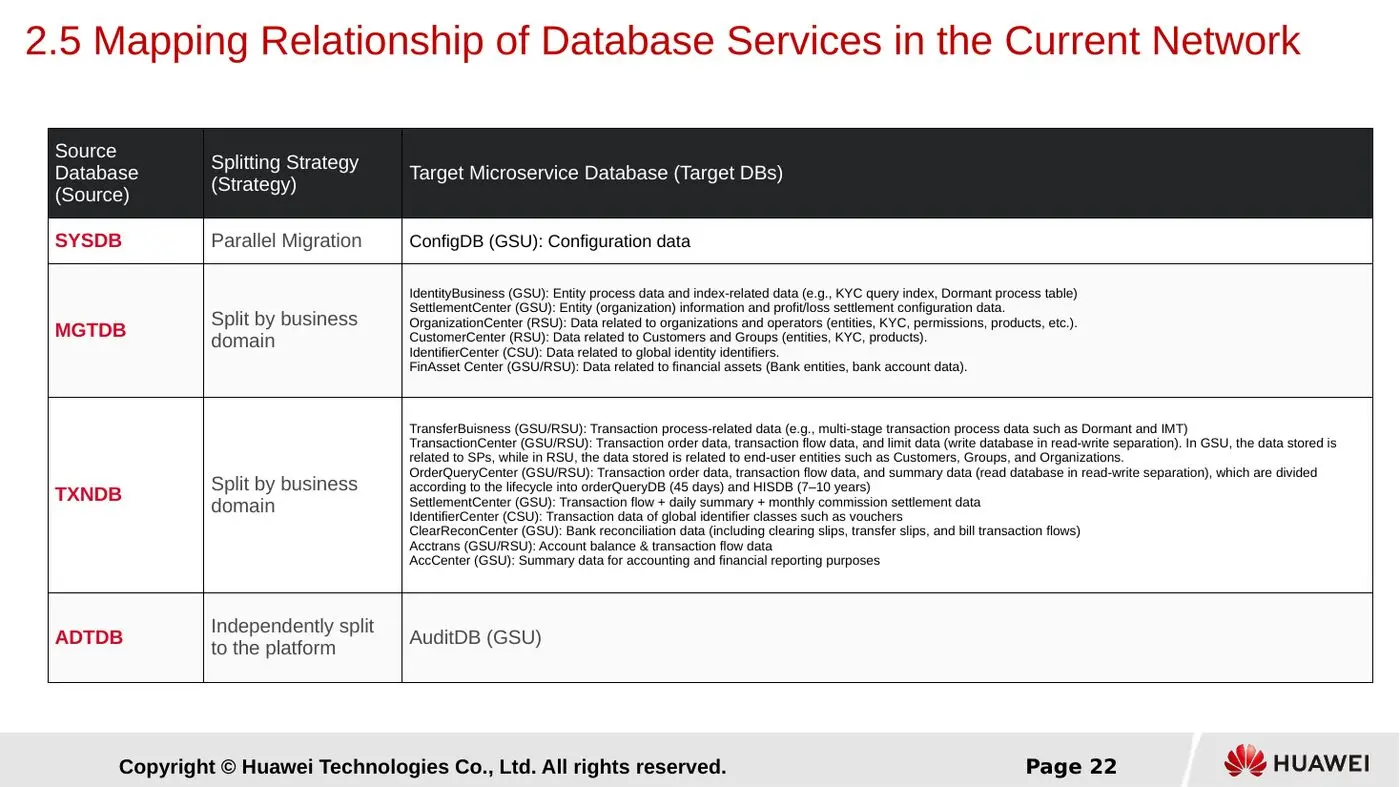 2.5 Mapping Relationship of Database Services in the Current Network
Source
Database
(Source)
Splitting Strategy
(Strategy)
Target Microservice Database (Target DBs)
SYSDB
Parallel Migration
ConfigDB (GSU): Configuration data
MGTDB
Split by business
domain
IdentityBusiness (GSU): Entity process data and index-related data (e.g., KYC query index, Dormant process table)
SettlementCenter (GSU): Entity (organization) information and profit/loss settlement configuration data.
OrganizationCenter (RSU): Data related to organizations and operators (entities, KYC, permissions, products, etc.).
CustomerCenter (RSU): Data related to Customers and Groups (entities, KYC, products).
IdentifierCenter (CSU): Data related to global identity identifiers.
FinAsset Center (GSU/RSU): Data related to financial assets (Bank entities, bank account data).
TXNDB
Split by business
domain
TransferBuisness (GSU/RSU): Transaction process-related data (e.g., multi-stage transaction process data such as Dormant and IMT)
TransactionCenter (GSU/RSU): Transaction order data, transaction flow data, and limit data (write database in read-write separation). In GSU, the data stored is
related to SPs, while in RSU, the data stored is related to end-user entities such as Customers, Groups, and Organizations.
OrderQueryCenter (GSU/RSU): Transaction order data, transaction flow data, and summary data (read database in read-write separation), which are divided
according to the lifecycle into orderQueryDB (45 days) and HISDB (7–10 years)
SettlementCenter (GSU): Transaction flow + daily summary + monthly commission settlement data
IdentifierCenter (CSU): Transaction data of global identifier classes such as vouchers
ClearReconCenter (GSU): Bank reconciliation data (including clearing slips, transfer slips, and bill transaction flows)
Acctrans (GSU/RSU): Account balance & transaction flow data
AccCenter (GSU): Summary data for accounting and financial reporting purposes
ADTDB
Independently split
to the platform
AuditDB (GSU)
Copyright © Huawei Technologies Co., Ltd. All rights reserved.
Page 22
HUAWEI